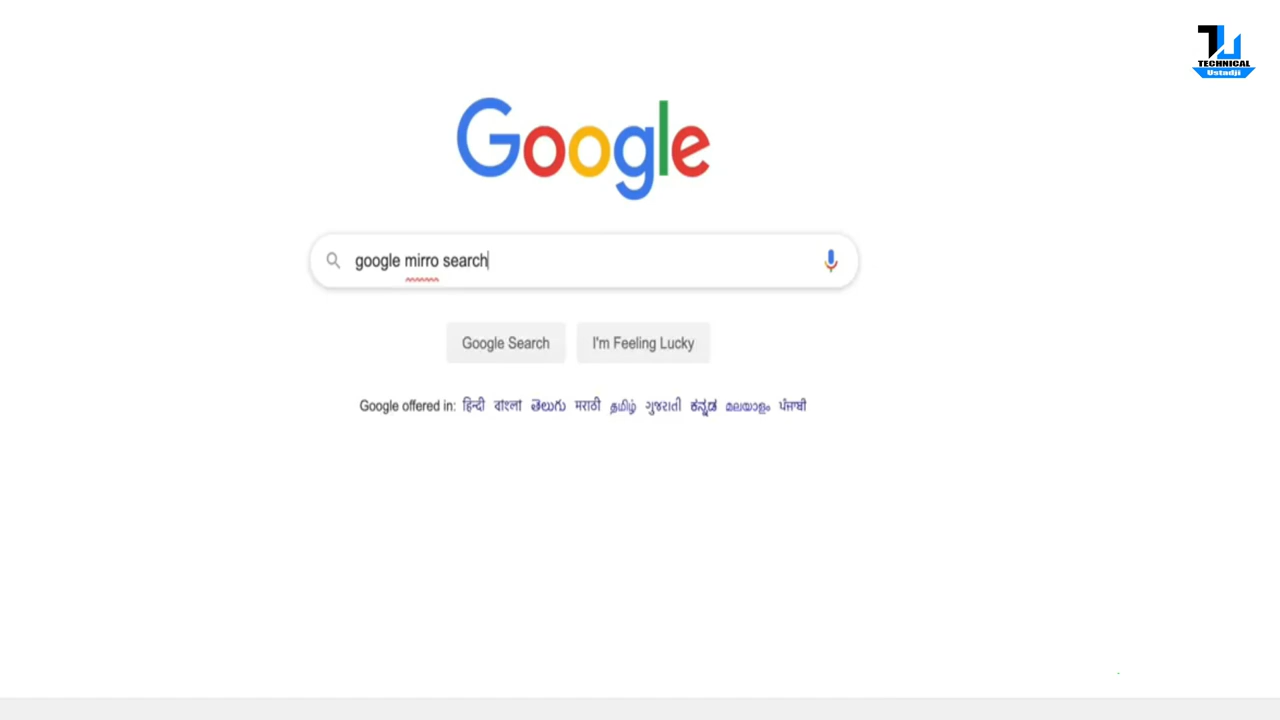 TECHNICAL
Ustadji
Google
google mirro search
Google Search
I'm Feeling Lucky
Google offered in: हिन्दी বাংলা తెలుగు मराठी தமிழ் ગુજરાતી ಕನ್ನಡ മലയാളം ਪੰਜਾਬੀ